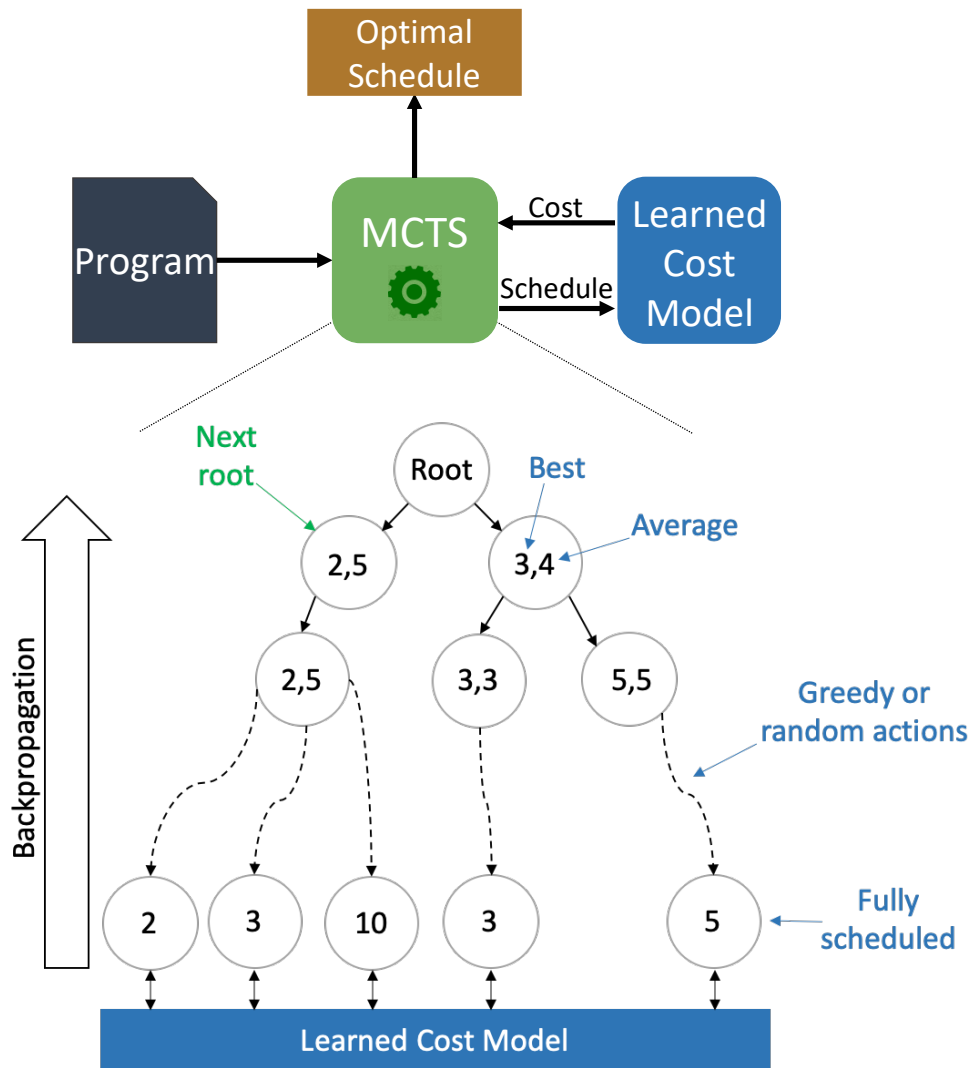 Optimal
Schedule
Program
MCTS
Cost
Schedule
Learned
Cost
Model
Next
root
Root
Best
Average
2,5
3,4
2,5
3,3
5,5
Greedy or
random actions
Backpropagation
2
3
10
3
5
Fully
scheduled
Learned Cost Model